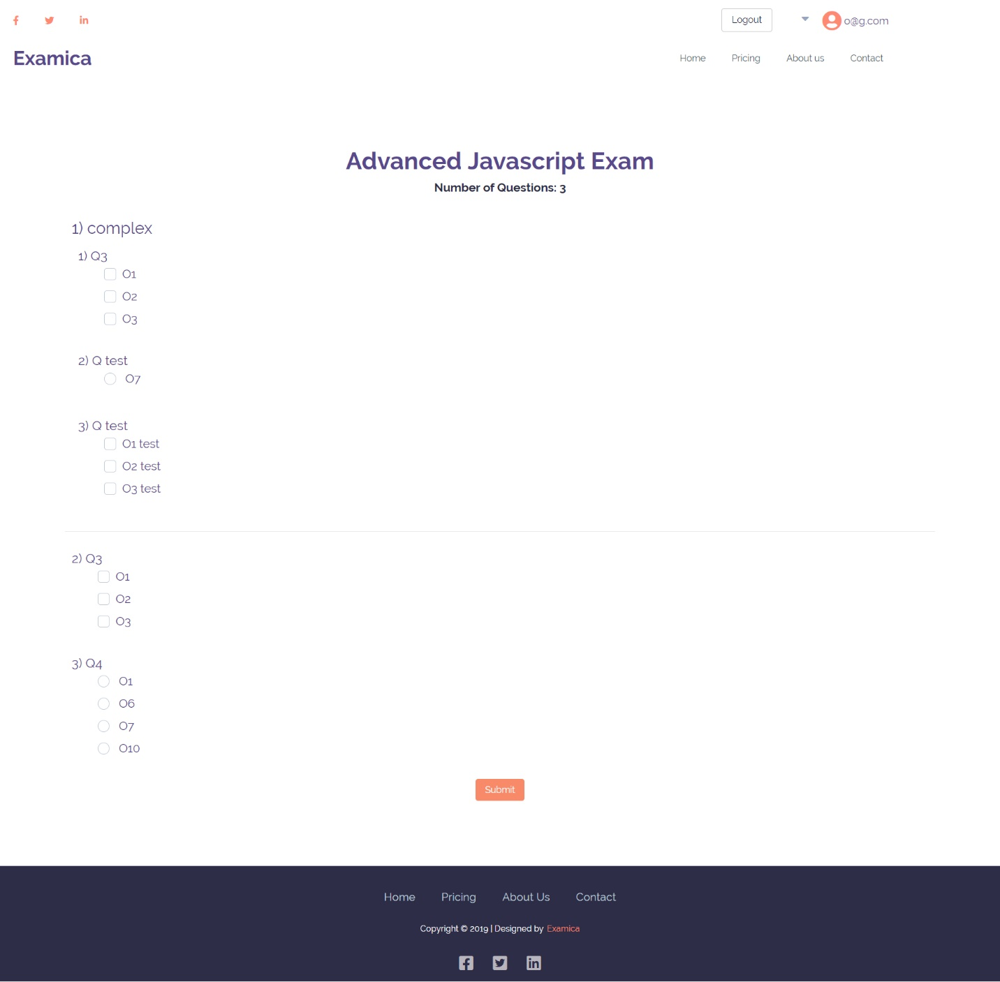 Logout
o@g.com
Examica
Home Pricing About us Contact
Advanced Javascript Exam
Number of Questions: 3
1) complex
1) Q3
O1
O2
O3
2) Q test
O7
3) Q test
O1 test
O2 test
O3 test
2) Q3
O1
O2
O3
3) Q4
O1
O6
O7
O10
Submit
Home Pricing About Us Contact
Copyright © 2019 | Designed by Examica